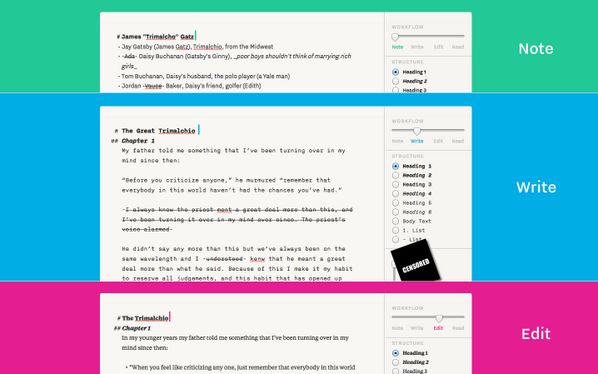 # James "Trimalcho" Gatz
- Jay Gatsby (James Gatz), Trimalchio, from the Midwest
- -Ada- Daisy (Gatsby's Ginny), _poor boys shouldn't think of marrying rich
girls_
- Tom Buchanan, Daisy's husband, the polo player (a Yale man)
- Jordan -Vauce- Baker, Daisy's friend, golfer (Edith)
WORKFLOW
Note Write Edit Read
STRUCTURE
Heading 1
Heading 2
Heading 3
Note
# The Great Trimalchio
## Chapter 1
My father told me something that I've been turning over in my
mind since then:
"Before you criticize anyone," he murmured "remember that
everybody in this world haven't had the chances you've had."
-I always know the priest ment a great deal more than this, and
I've been turning it over in my mind over since. The priest's
voice alarmed-
He didn't say any more than this but we've always been on the
same wavelength and I -understood- kenw that he meant a great
deal more than what he said. Because of this I make it my habit
to reserve all judgements, and this habit that has opened up
WORKFLOW
Note Write Edit Read
STRUCTURE
Heading 1
Heading 2
Heading 3
Heading 4
Heading 5
Heading 6
Body Text
1. List
- List
CENSORED
Write
# The Trimalchio
## Chapter 1
In my younger years my father told me something that I've been turning over in my
mind since then:
• "When you feel like criticizing any one, just remember that everybody in this world
WORKFLOW
Note Write Edit Read
STRUCTURE
Heading 1
Heading 2
Heading 3
Edit